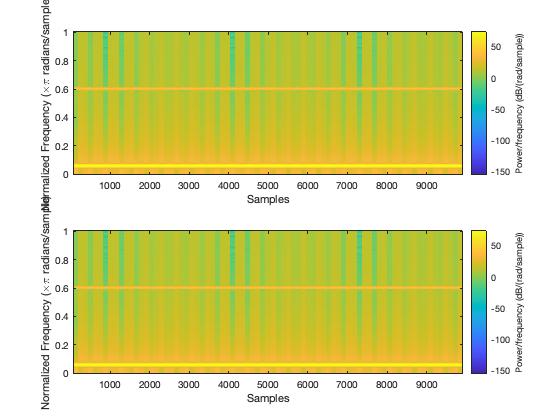 Normalized Frequency (×π radians/sample)
1
0.8
0.6
0.4
0.2
0
1000 2000 3000 4000 5000 6000 7000 8000 9000
Samples
50
0
-50
-100
-150
Power/frequency (dB/(rad/sample))
Normalized Frequency (×π radians/sample)
1
0.8
0.6
0.4
0.2
0
1000 2000 3000 4000 5000 6000 7000 8000 9000
Samples
50
0
-50
-100
-150
Power/frequency (dB/(rad/sample))